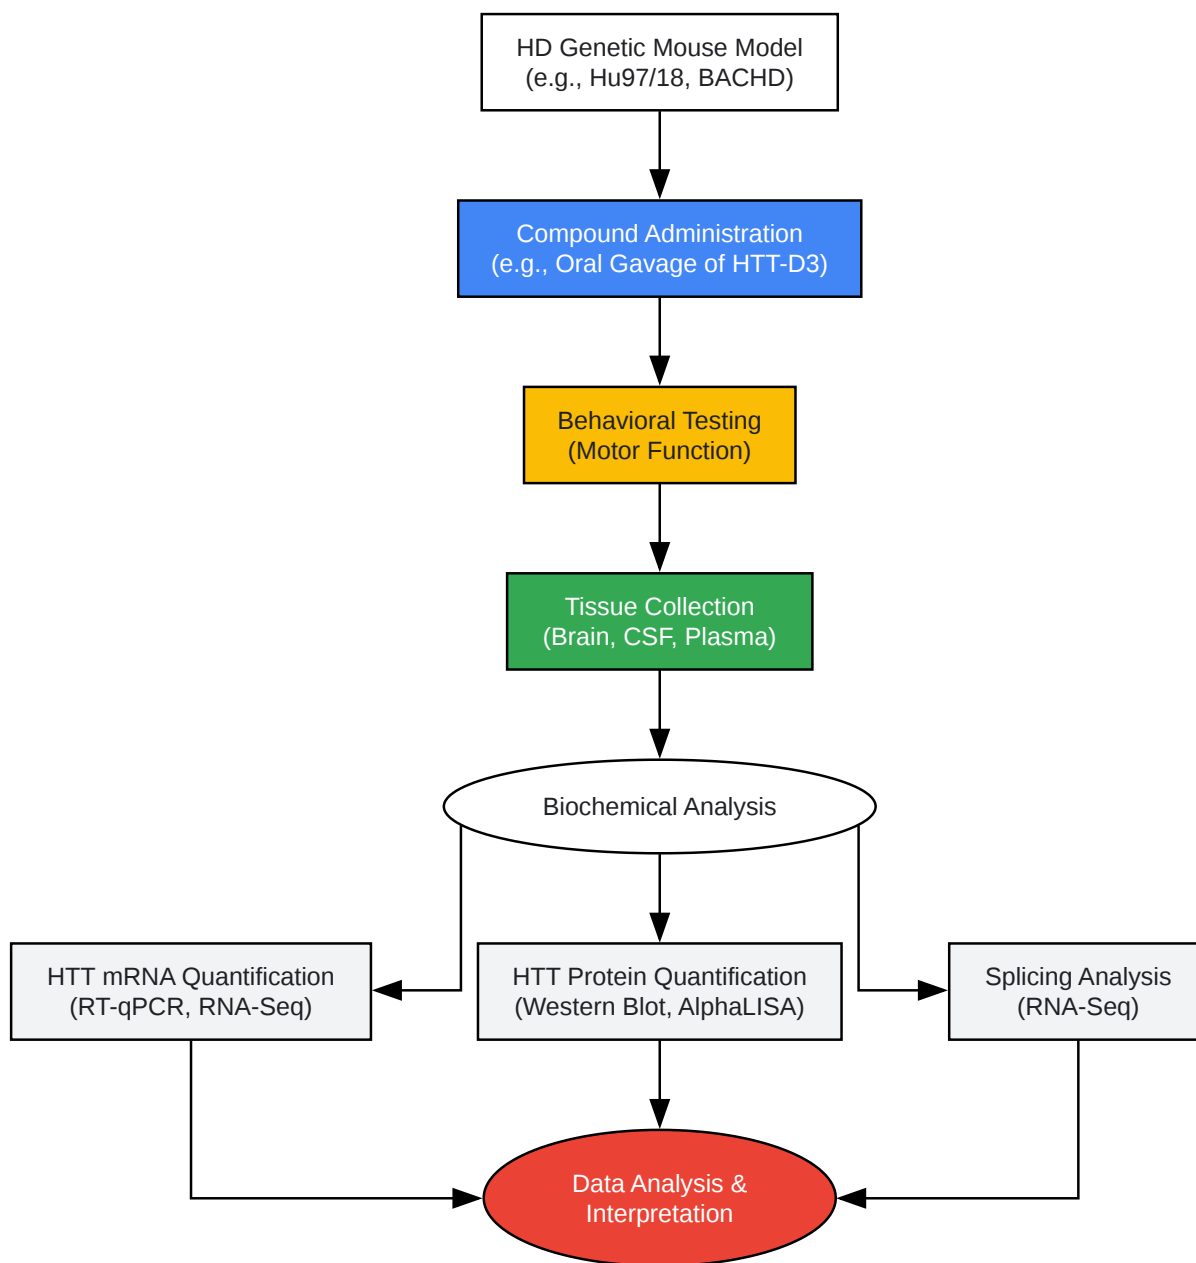 HD Genetic Mouse Model
(e.g., Hu97/18, BACHD)
Compound Administration
(e.g., Oral Gavage of HTT-D3)
Behavioral Testing
(Motor Function)
Tissue Collection
(Brain, CSF, Plasma)
Biochemical Analysis
HTT mRNA Quantification
(RT-qPCR, RNA-Seq)
HTT Protein Quantification
(Western Blot, AlphaLISA)
Splicing Analysis
(RNA-Seq)
Data Analysis &
Interpretation